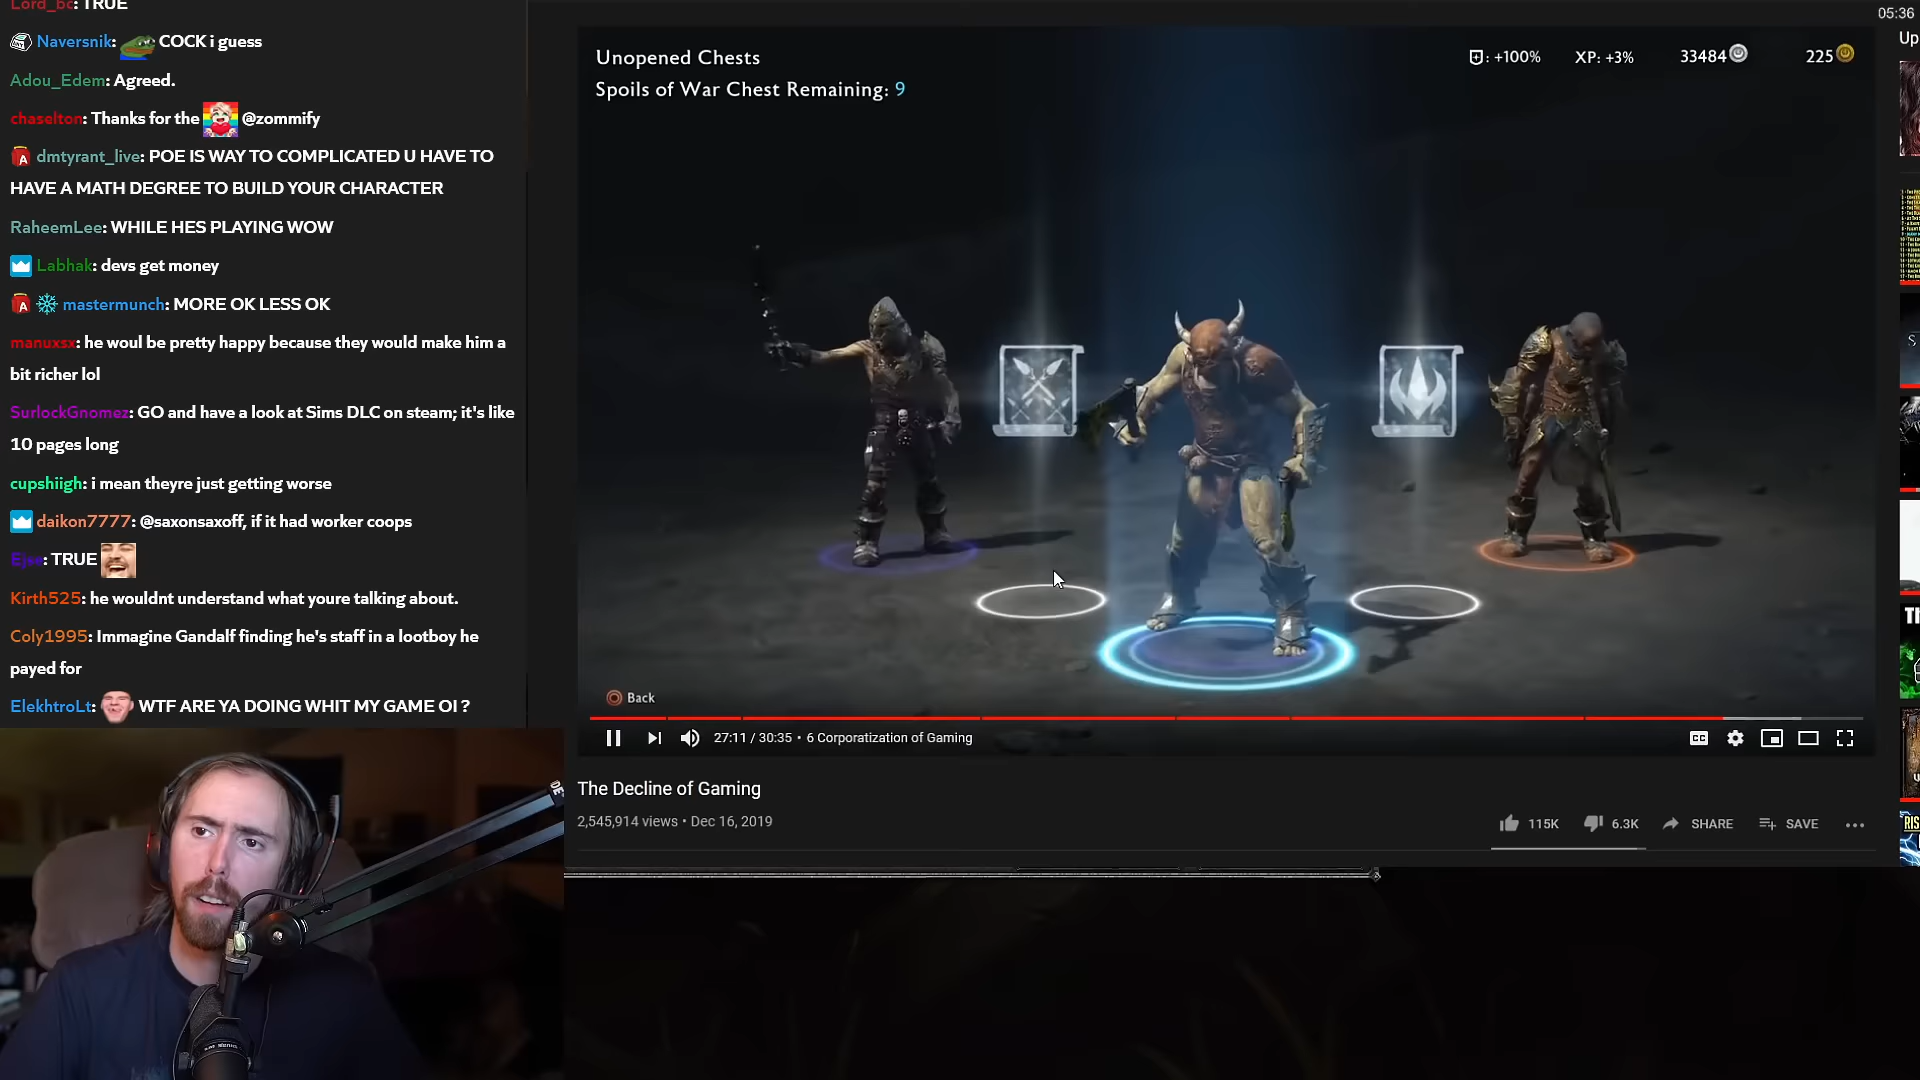 Lord_bc: TRUE
Naversnik: COCK i guess
Adou_Edem: Agreed.
chaselton: Thanks for the @zommify
dmtyrant_live: POE IS WAY TO COMPLICATED U HAVE TO
HAVE A MATH DEGREE TO BUILD YOUR CHARACTER
RaheemLee: WHILE HES PLAYING WOW
Labhak: devs get money
mastermunch: MORE OK LESS OK
manuxsx: he woul be pretty happy because they would make him a
bit richer lol
SurlockGnomez: GO and have a look at Sims DLC on steam; it's like
10 pages long
cupshiigh: i mean theyre just getting worse
daikon7777: @saxonsaxoff, if it had worker coops
Ejse: TRUE
Kirth525: he wouldnt understand what youre talking about.
Coly1995: Immagine Gandalf finding he's staff in a lootboy he
payed for
ElekhtroLt: WTF ARE YA DOING WHIT MY GAME OI ?
05:36
Up
Unopened Chests
Spoils of War Chest Remaining: 9
: +100% XP: +3% 33484 225
Back
27:11 / 30:35 • 6 Corporatization of Gaming
CC
The Decline of Gaming
2,545,914 views • Dec 16, 2019
115K 6.3K SHARE SAVE